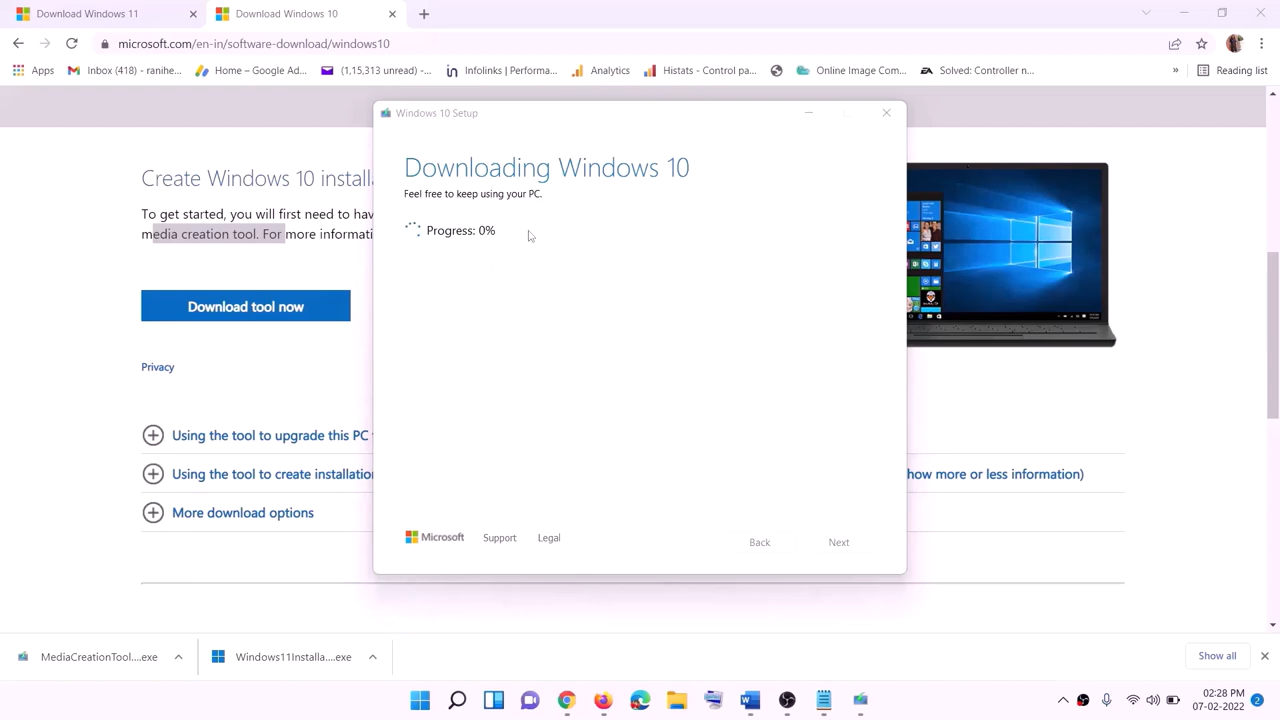 Download Windows 11
Download Windows 10
microsoft.com/en-in/software-download/windows10
Apps
Inbox (418) - ranihe...
Home – Google Ad...
(1,15,313 unread) -...
Infolinks | Performa...
Analytics
Histats - Control pa...
Online Image Com...
Solved: Controller n...
»
Reading list
Windows 10 Setup
Downloading Windows 10
Feel free to keep using your PC.
Progress: 0%
Create Windows 10 install
To get started, you will first need to hav
media creation tool. For more informati
Download tool now
Privacy
Using the tool to upgrade this PC
Using the tool to create installation
how more or less information)
More download options
Microsoft
Support
Legal
Back
Next
MediaCreationTool....exe
Windows11Installa....exe
Show all
02:28 PM
07-02-2022
2